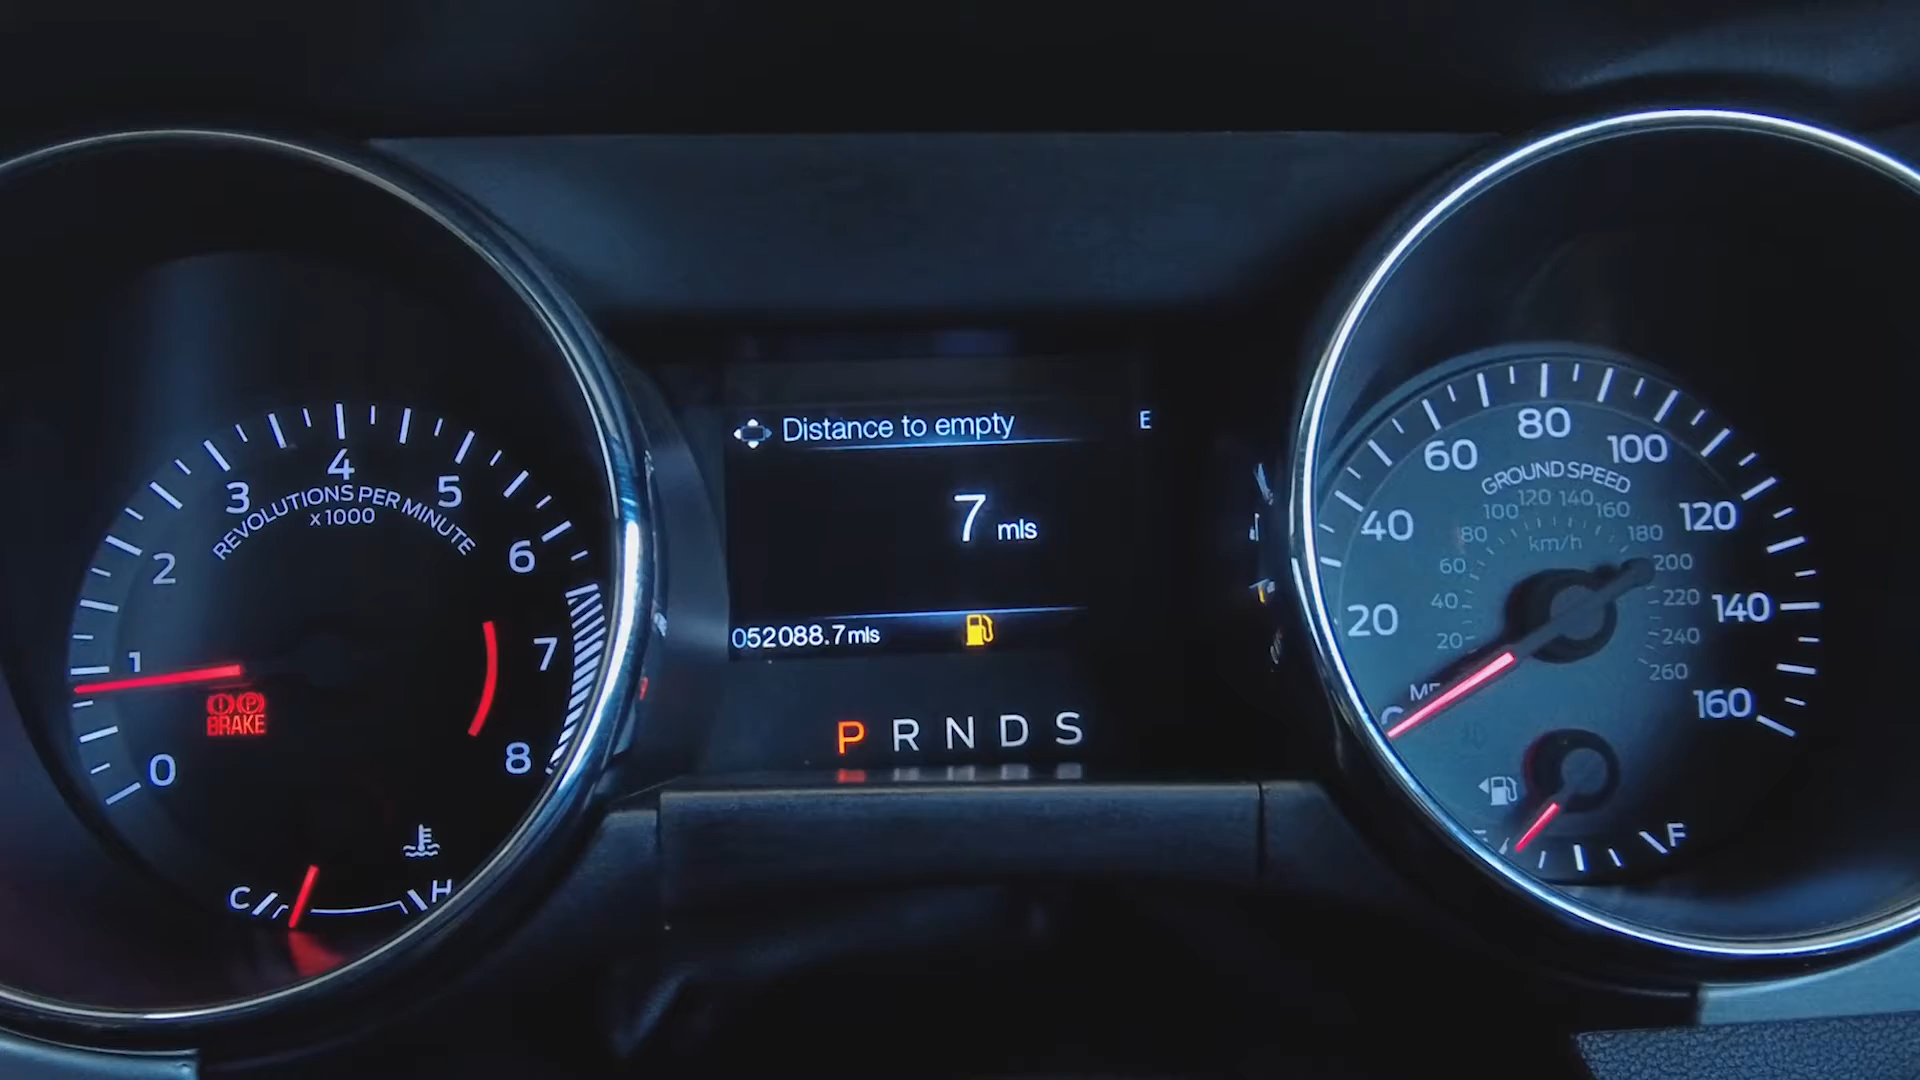 0
1
2
3
4
5
6
7
8
REVOLUTIONS PER MINUTE
x 1000
BRAKE
C
H
Distance to empty
E
7 mls
052088.7mls
P R N D S
20
40
60
80
100
120
140
160
GROUND SPEED
20
40
60
80
100
120
140
160
180
200
220
240
260
km/h
F